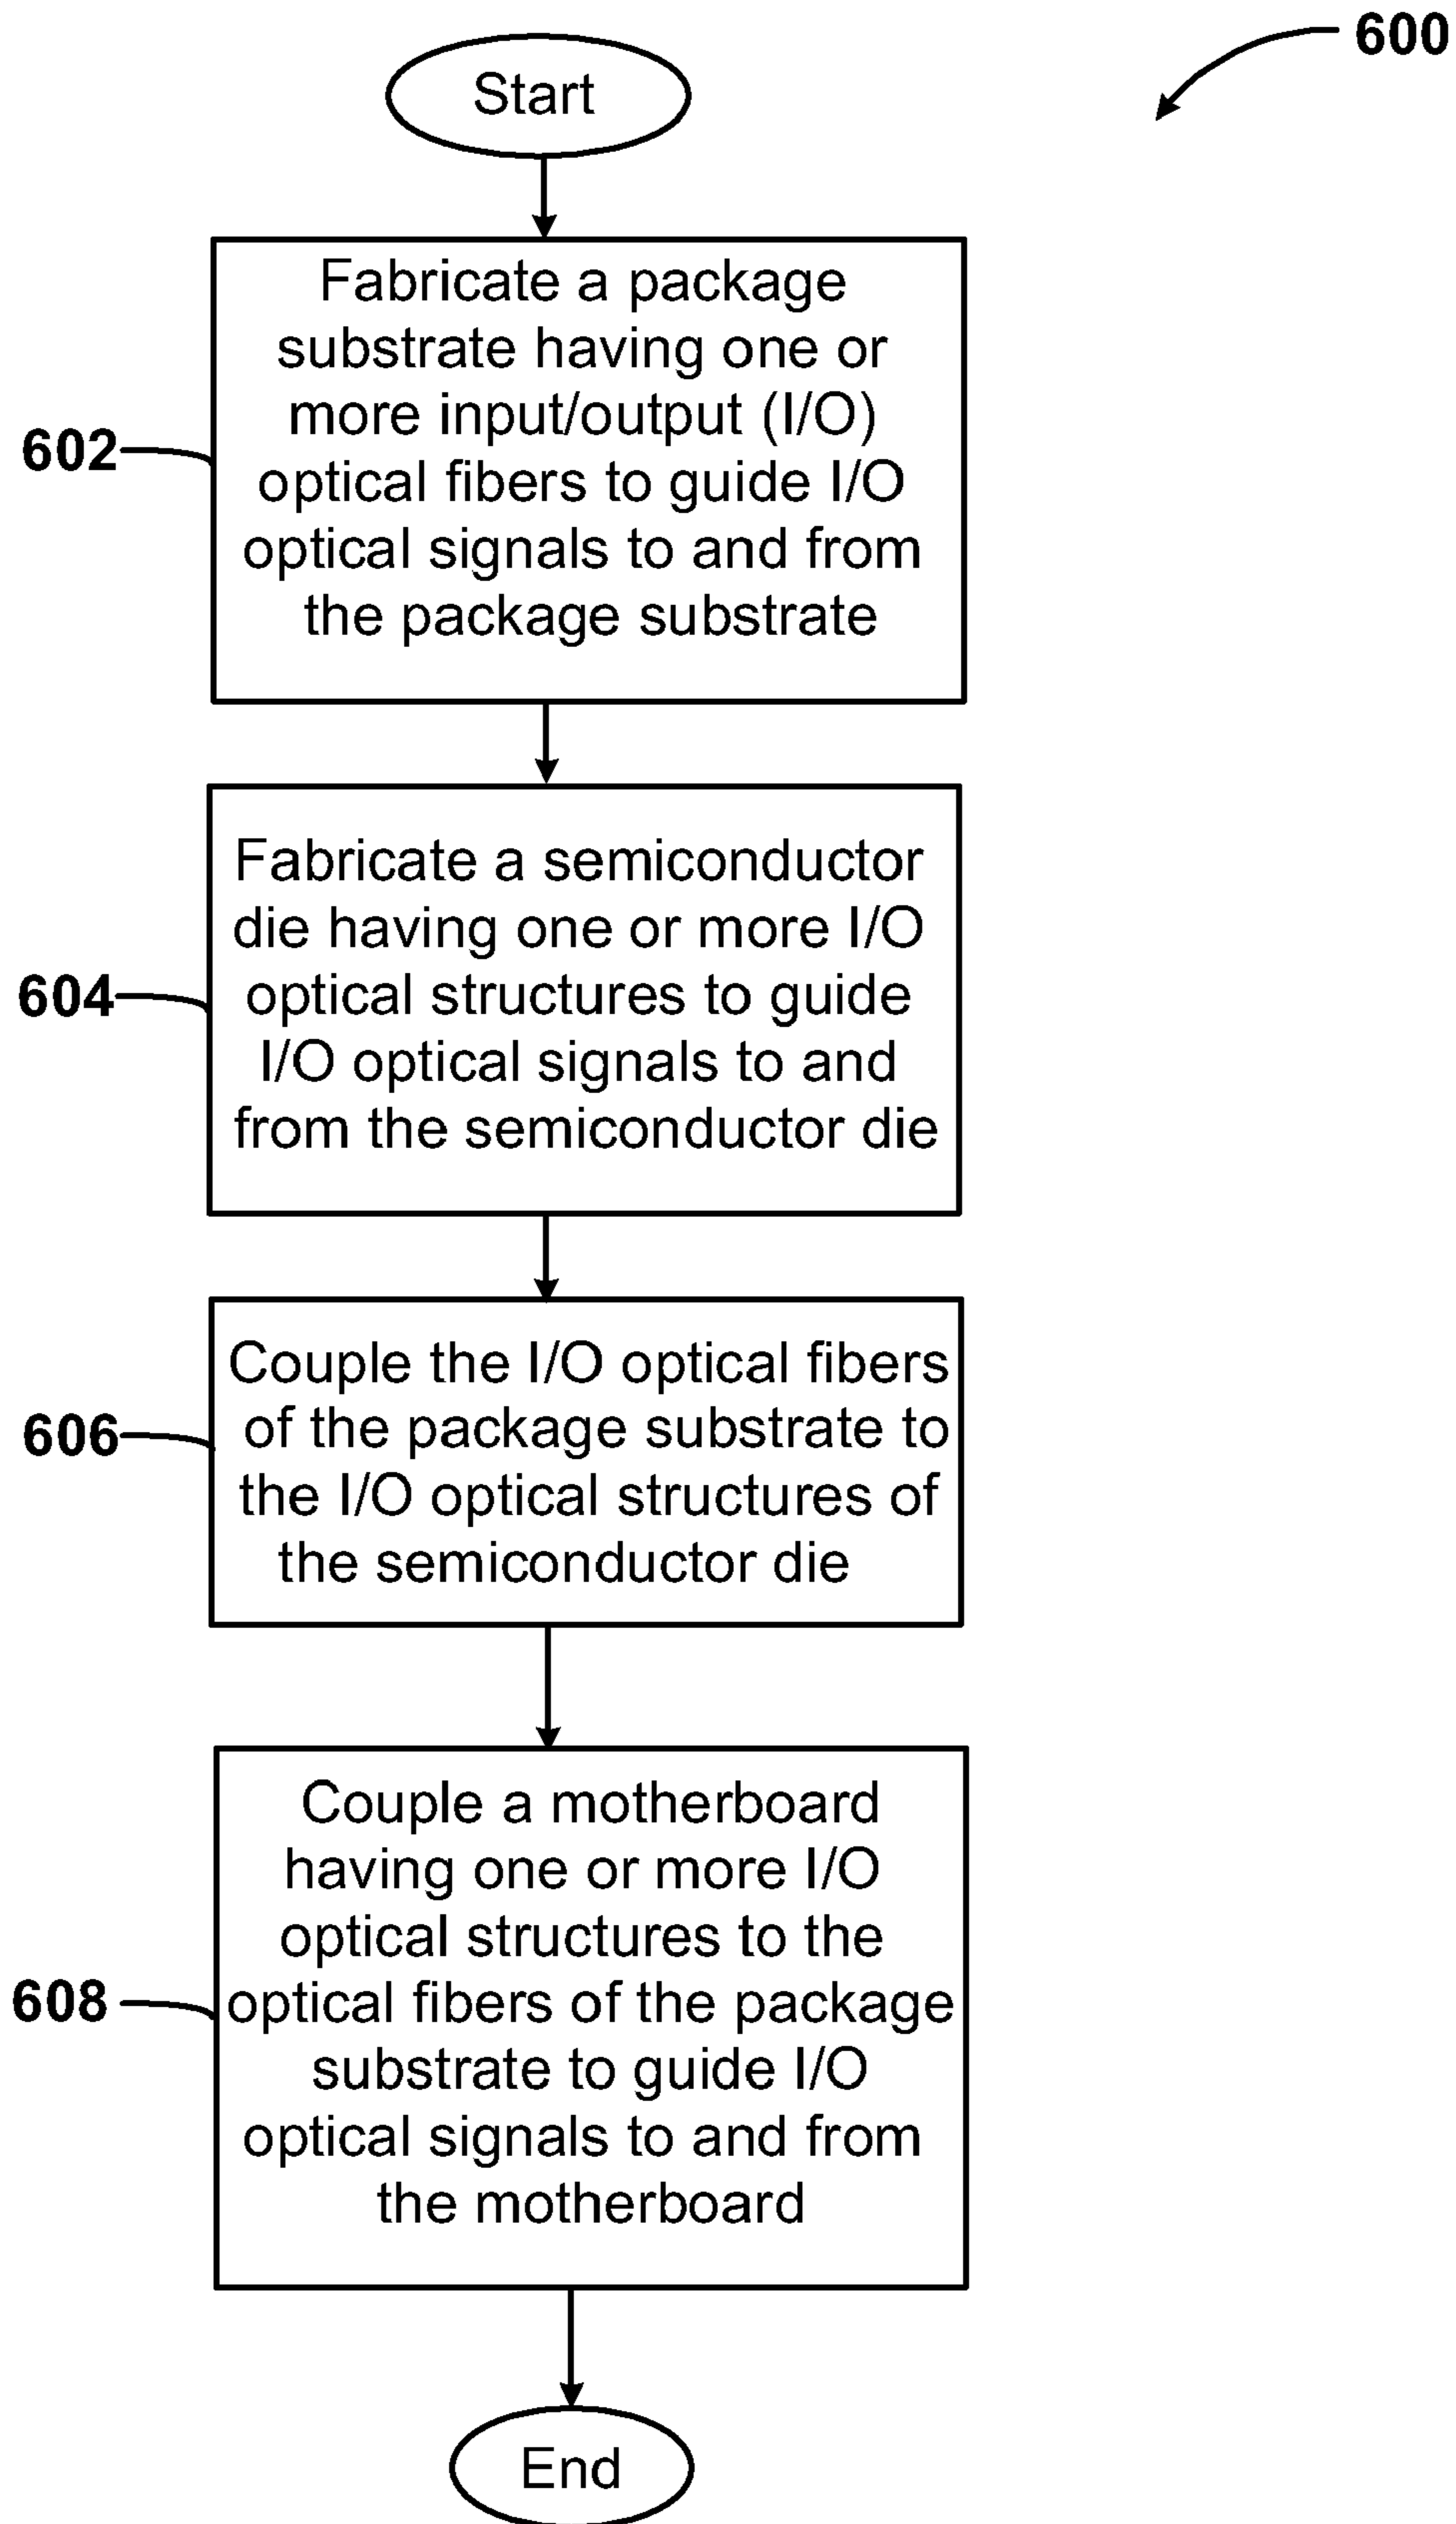 600
Start
Fabricate a package
substrate having one or
more input/output (I/O)
optical fibers to guide I/O
optical signals to and from
the package substrate
602
Fabricate a semiconductor
die having one or more I/O
optical structures to guide
I/O optical signals to and
from the semiconductor die
604
Couple the I/O optical fibers
of the package substrate to
the I/O optical structures of
the semiconductor die
606
Couple a motherboard
having one or more I/O
optical structures to the
optical fibers of the package
substrate to guide I/O
optical signals to and from
the motherboard
608
End